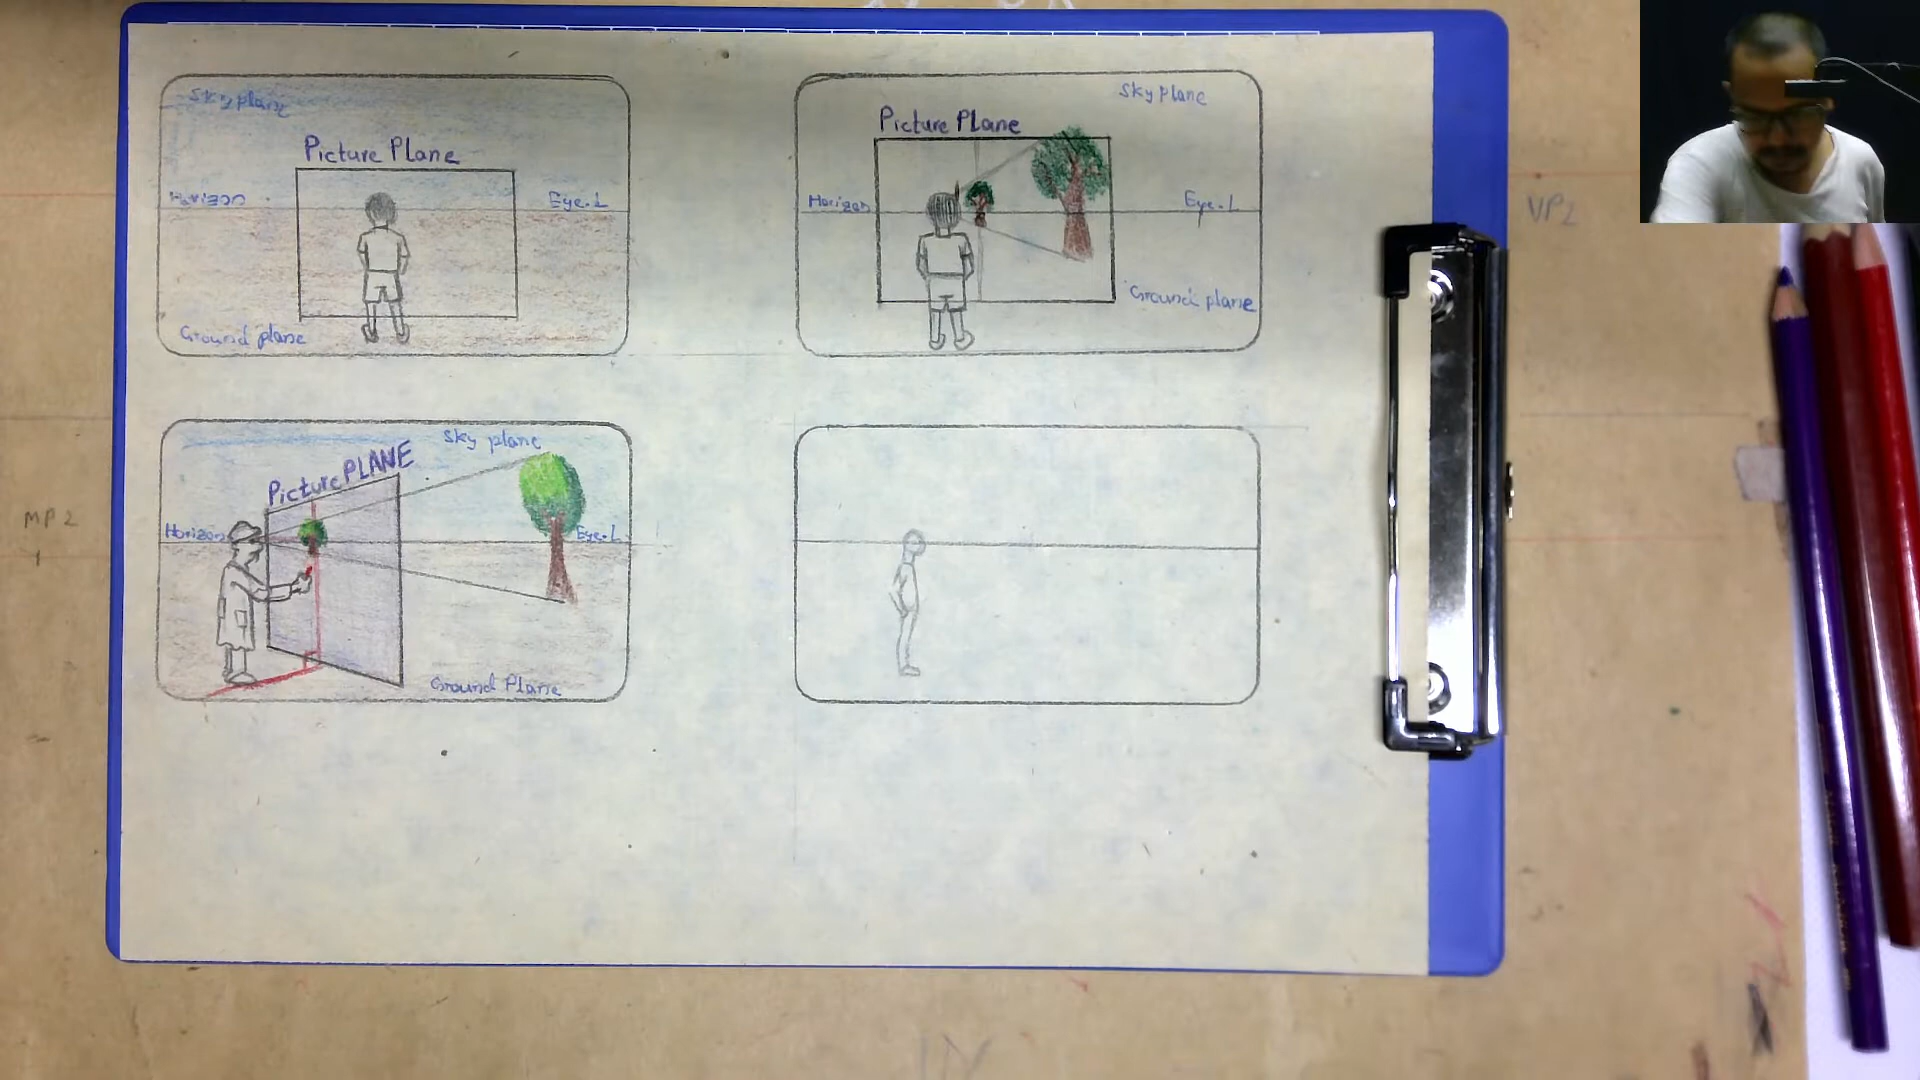 Sky plane
Picture Plane
Horizon
Eye.L
Ground plane
Sky plane
Picture Plane
Horizon
Eye.L
Ground plane
Sky plane
Picture PLANE
Horizon
Eye.L
Ground Plane
VP2
MP2